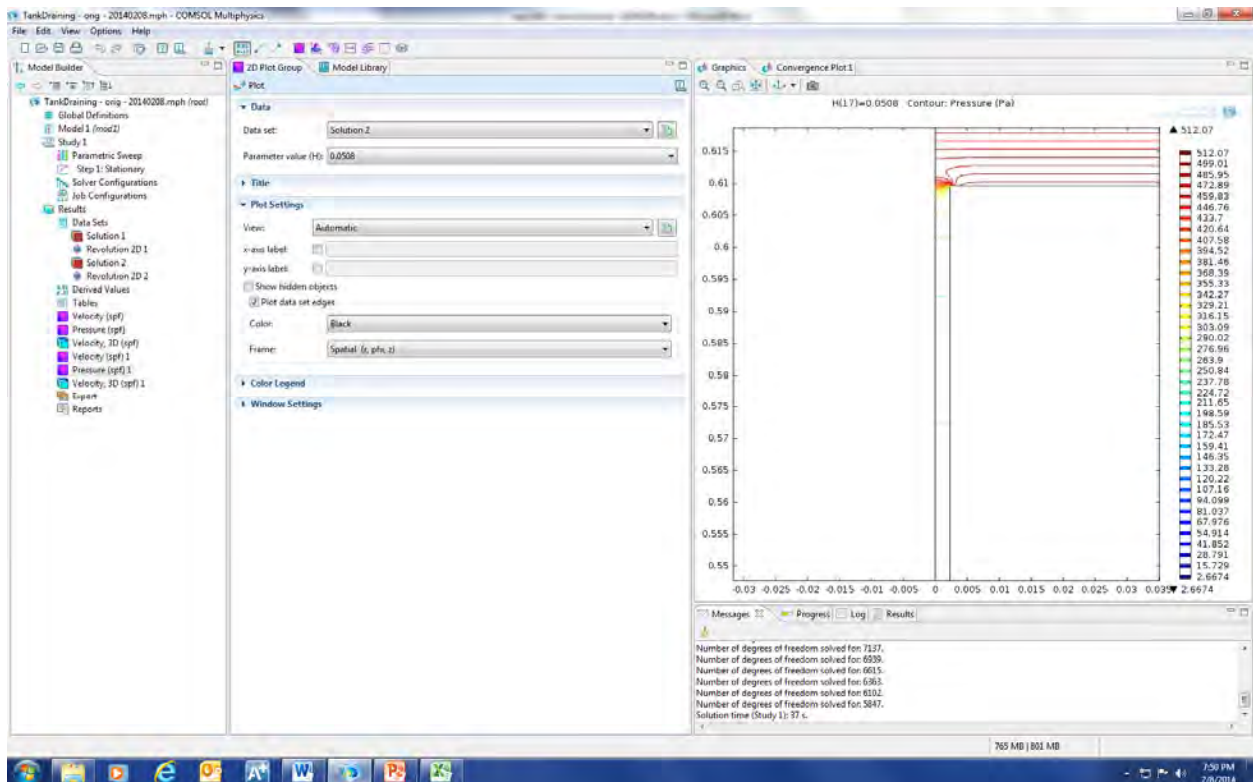 TankDraining - orig - 20140208.mph - COMSOL Multiphysics
File Edit View Options Help
Model Builder
TankDraining - orig - 20140208.mph (root)
Global Definitions
Model 1 (mod1)
Study 1
Parametric Sweep
Step 1: Stationary
Solver Configurations
Job Configurations
Results
Data Sets
Solution 1
Revolution 2D 1
Solution 2
Revolution 2D 2
Derived Values
Tables
Velocity (spf)
Pressure (spf)
Velocity, 3D (spf)
Velocity (spf) 1
Pressure (spf) 1
Velocity, 3D (spf) 1
Export
Reports
2D Plot Group Model Library
Plot
Data
Data set: Solution 2
Parameter value (H): 0.0508
Title
Plot Settings
View: Automatic
x-axis label:
y-axis label:
Show hidden objects
Plot data set edges
Color: Black
Frame: Spatial (r, phi, z)
Color Legend
Window Settings
Graphics Convergence Plot 1
H(17)=0.0508 Contour: Pressure (Pa)
0.615
0.61
0.605
0.6
0.595
0.59
0.585
0.58
0.575
0.57
0.565
0.56
0.555
0.55
-0.03 -0.025 -0.02 -0.015 -0.01 -0.005 0 0.005 0.01 0.015 0.02 0.025 0.03 0.035
▲ 512.07
512.07
499.01
485.95
472.89
459.83
446.76
433.7
420.64
407.58
394.52
381.46
368.39
355.33
342.27
329.21
316.15
303.09
290.02
276.96
263.9
250.84
237.78
224.72
211.65
198.59
185.53
172.47
159.41
146.35
133.28
120.22
107.16
94.099
81.037
67.976
54.914
41.852
28.791
15.729
2.6674
▼ 2.6674
Messages Progress Log Results
Number of degrees of freedom solved for: 7137.
Number of degrees of freedom solved for: 6939.
Number of degrees of freedom solved for: 6615.
Number of degrees of freedom solved for: 6363.
Number of degrees of freedom solved for: 6102.
Number of degrees of freedom solved for: 5847.
Solution time (Study 1): 37 s.
765 MB | 801 MB
7:50 PM
2/8/2014